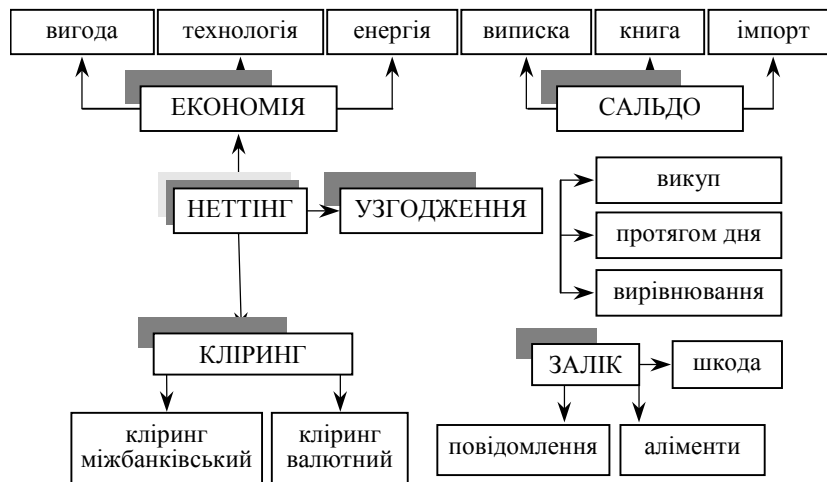 вигода
технологія
енергія
виписка
книга
імпорт
ЕКОНОМІЯ
САЛЬДО
НЕТТІНГ
УЗГОДЖЕННЯ
викуп
протягом дня
вирівнювання
КЛІРИНГ
ЗАЛІК
шкода
кліринг
міжбанківський
кліринг
валютний
повідомлення
аліменти